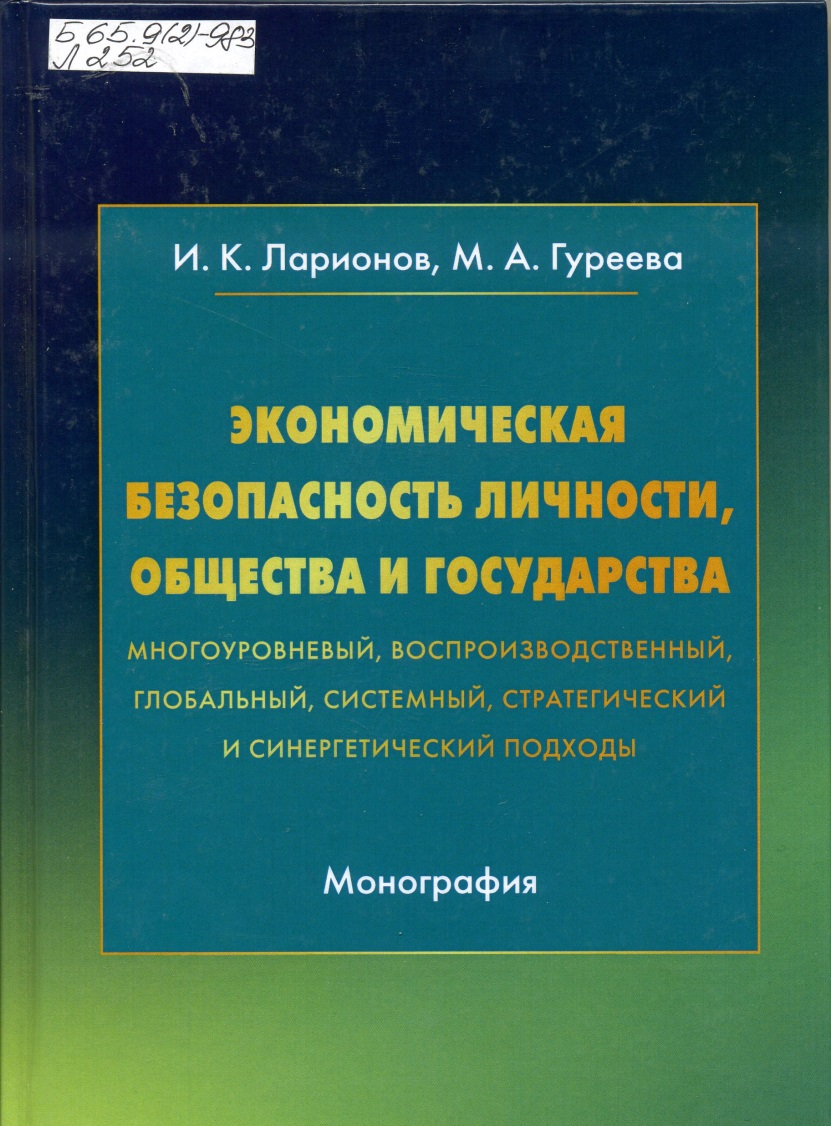 Б 65.9(2)-983
Л 252
И. К. Ларионов, М. А. Гуреева
ЭКОНОМИЧЕСКАЯ
БЕЗОПАСНОСТЬ ЛИЧНОСТИ,
ОБЩЕСТВА И ГОСУДАРСТВА
МНОГОУРОВНЕВЫЙ, ВОСПРОИЗВОДСТВЕННЫЙ,
ГЛОБАЛЬНЫЙ, СИСТЕМНЫЙ, СТРАТЕГИЧЕСКИЙ
И СИНЕРГЕТИЧЕСКИЙ ПОДХОДЫ
Монография